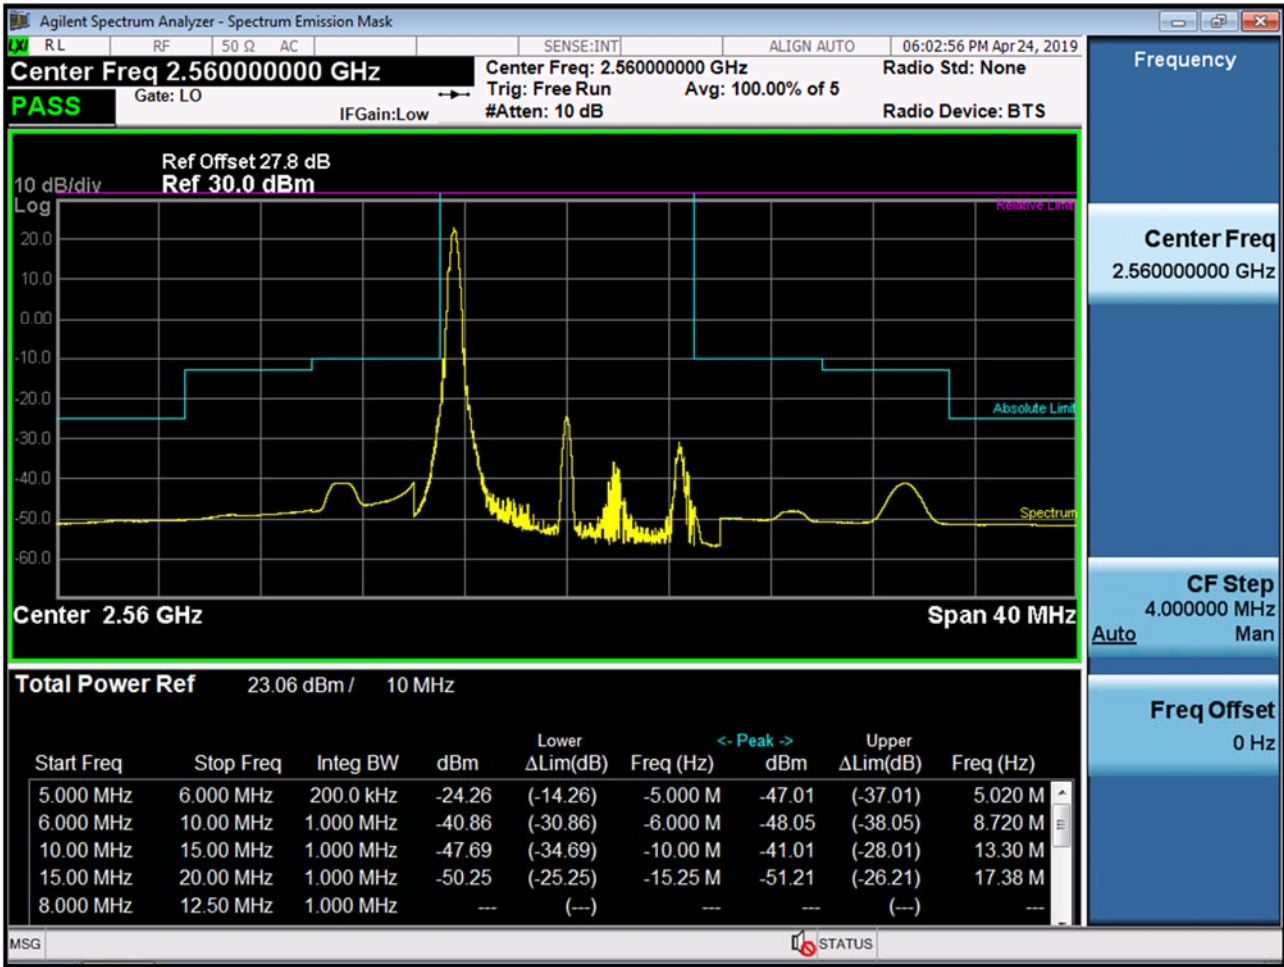 Agilent Spectrum Analyzer - Spectrum Emission Mask
LXI RL RF 50 Ω AC SENSE:INT ALIGN AUTO 06:02:56 PM Apr 24, 2019
Center Freq 2.560000000 GHz
Center Freq: 2.560000000 GHz
Radio Std: None
PASS
Gate: LO
Trig: Free Run
Avg: 100.00% of 5
IFGain:Low
#Atten: 10 dB
Radio Device: BTS
Ref Offset 27.8 dB
10 dB/div
Ref 30.0 dBm
Log
Relative Limit
20.0
10.0
0.00
-10.0
-20.0
Absolute Limit
-30.0
-40.0
-50.0
Spectrum
-60.0
Center 2.56 GHz
Span 40 MHz
Total Power Ref 23.06 dBm / 10 MHz
Lower <- Peak -> Upper
Start Freq Stop Freq Integ BW dBm ΔLim(dB) Freq (Hz) dBm ΔLim(dB) Freq (Hz)
5.000 MHz 6.000 MHz 200.0 kHz -24.26 (-14.26) -5.000 M -47.01 (-37.01) 5.020 M
6.000 MHz 10.00 MHz 1.000 MHz -40.86 (-30.86) -6.000 M -48.05 (-38.05) 8.720 M
10.00 MHz 15.00 MHz 1.000 MHz -47.69 (-34.69) -10.00 M -41.01 (-28.01) 13.30 M
15.00 MHz 20.00 MHz 1.000 MHz -50.25 (-25.25) -15.25 M -51.21 (-26.21) 17.38 M
8.000 MHz 12.50 MHz 1.000 MHz --- (---) --- --- (---) ---
MSG
STATUS
Frequency
Center Freq
2.560000000 GHz
CF Step
4.000000 MHz
Auto Man
Freq Offset
0 Hz